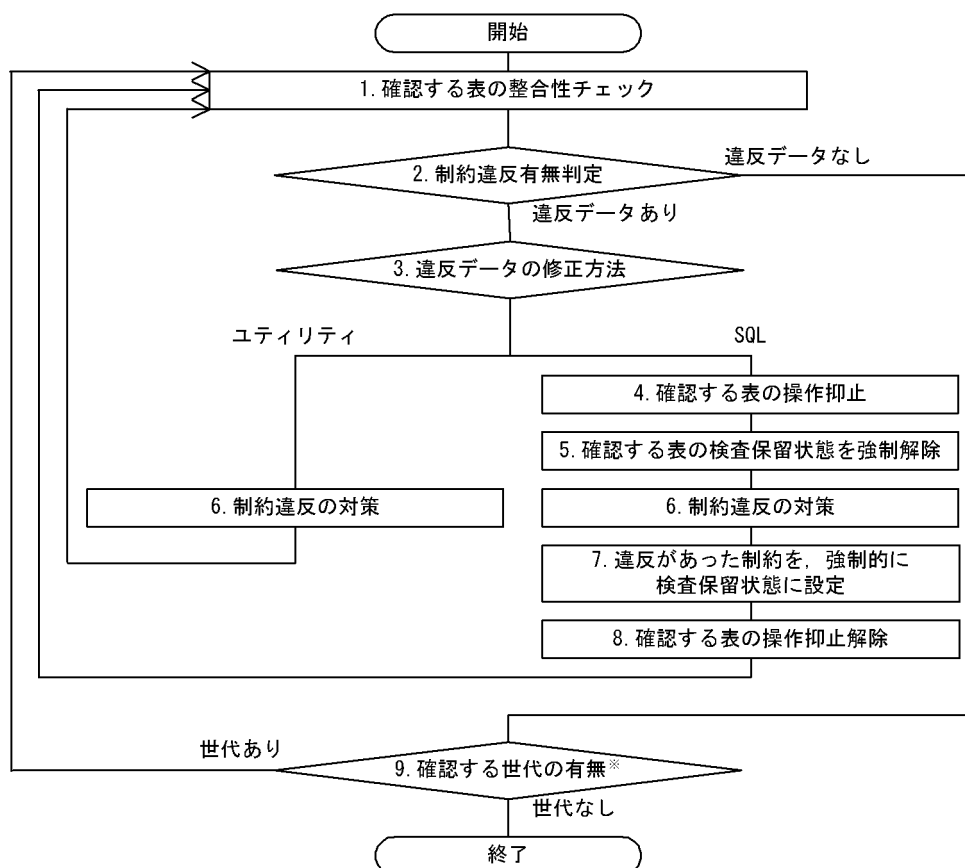 開始
1.確認する表の整合性チェック
違反データなし
2.制約違反有無判定
違反データあり
3.違反データの修正方法
ユティリティ
SQL
4.確認する表の操作抑止
5.確認する表の検査保留状態を強制解除
6.制約違反の対策
6.制約違反の対策
7.違反があった制約を，強制的に
検査保留状態に設定
8.確認する表の操作抑止解除
世代あり
9.確認する世代の有無※
世代なし
終了